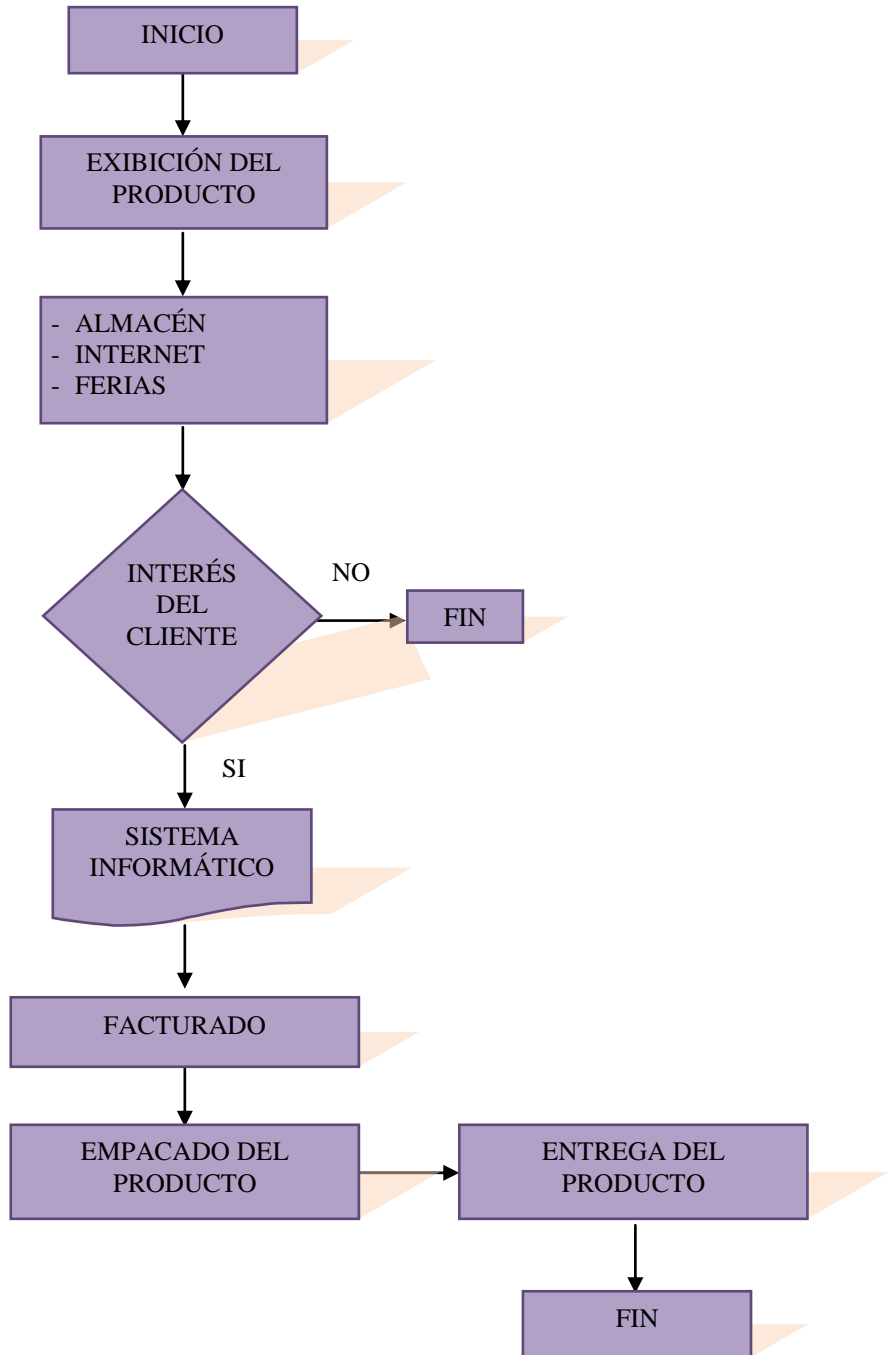 INICIO
EXIBICIÓN DEL
PRODUCTO
- ALMACÉN
- INTERNET
- FERIAS
INTERÉS
DEL
CLIENTE
NO
FIN
SI
SISTEMA
INFORMÁTICO
FACTURADO
EMPACADO DEL
PRODUCTO
ENTREGA DEL
PRODUCTO
FIN